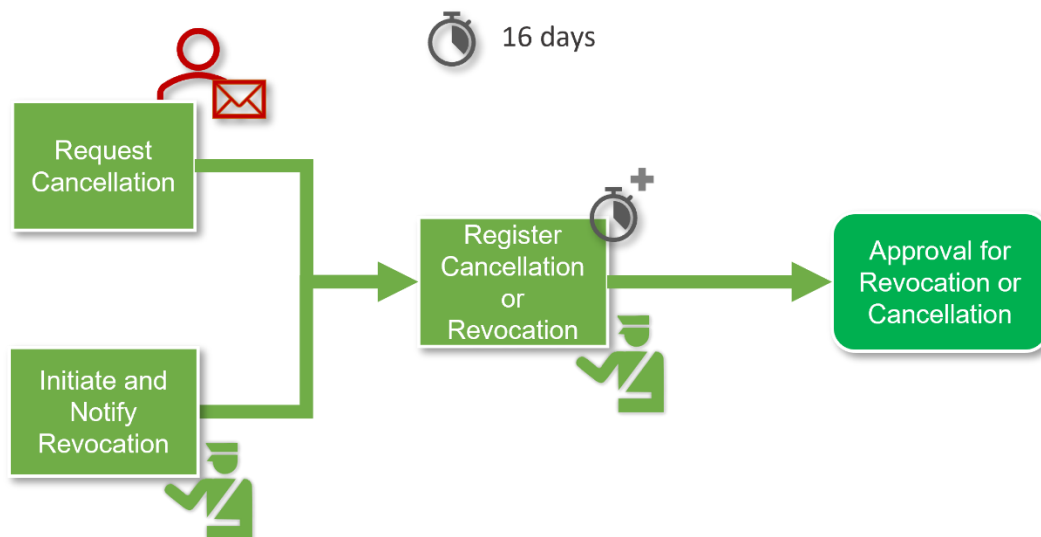 16 days
Request
Cancellation
Register
Cancellation
or
Revocation
Approval for
Revocation or
Cancellation
Initiate and
Notify
Revocation